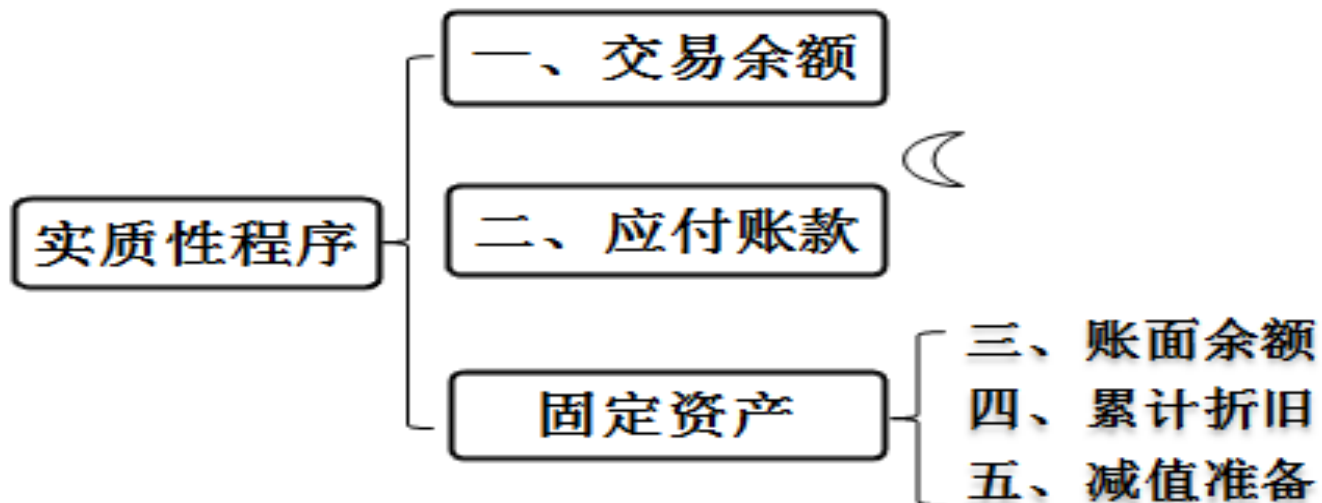 一、交易余额
实质性程序
二、应付账款
固定资产
三、账面余额
四、累计折旧
五、减值准备